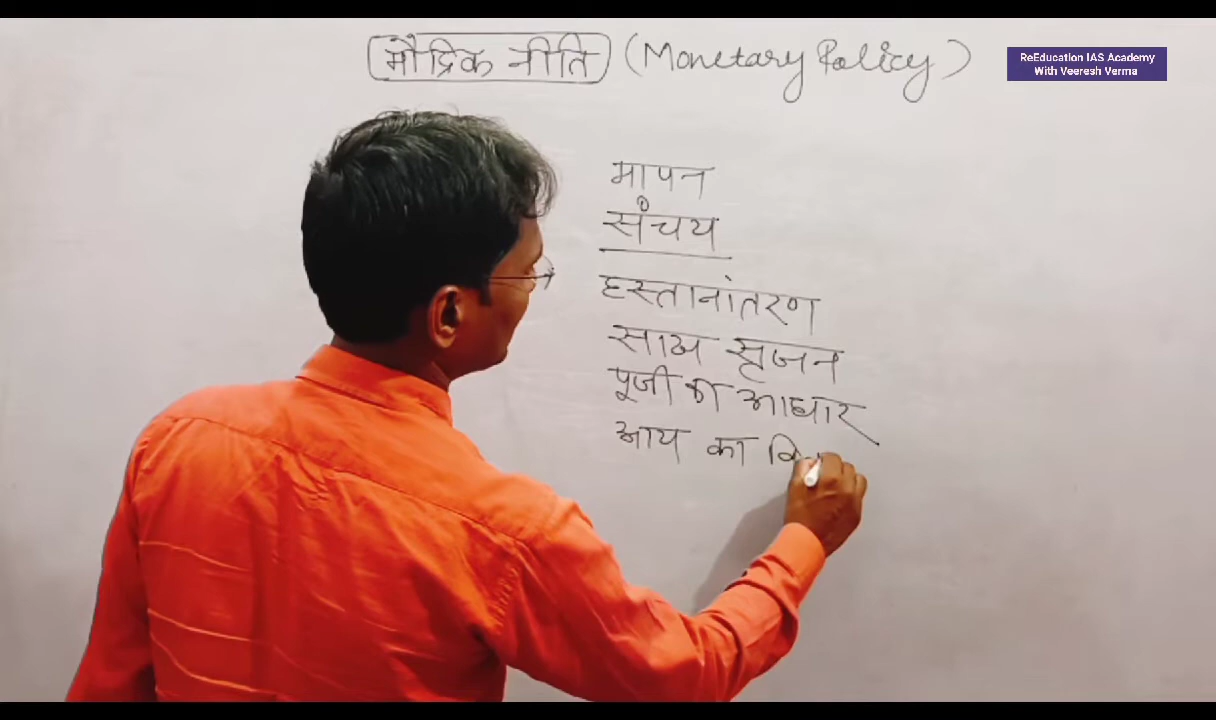 मौद्रिक नीति (Monetary Policy)
ReEducation IAS Academy
With Veeresh Verma
मापन
संचय
हस्तानांतरण
साख सृजन
पूजी का आधार
आय का